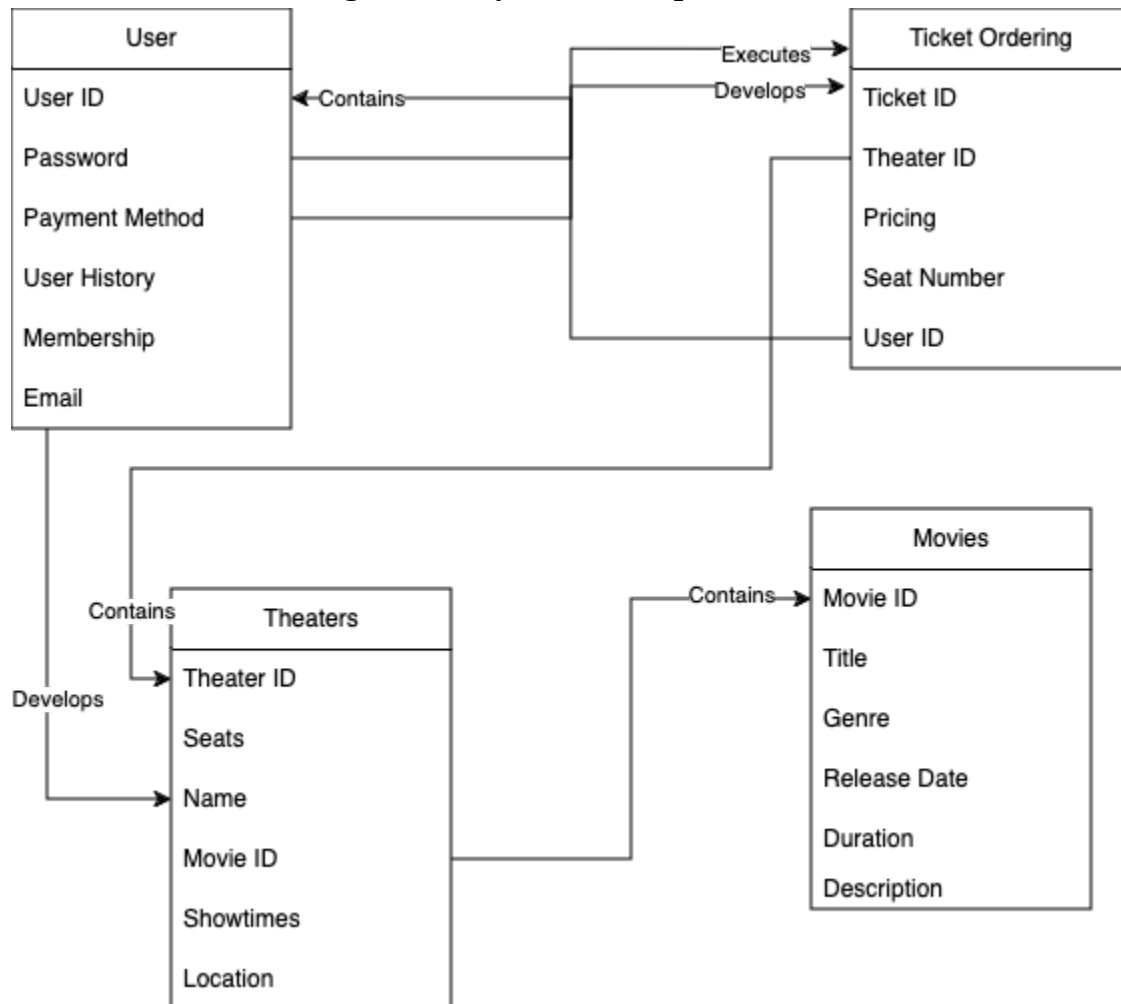 User
User ID
Password
Payment Method
User History
Membership
Email
Executes
Develops
Contains
Ticket Ordering
Ticket ID
Theater ID
Pricing
Seat Number
User ID
Contains
Develops
Theaters
Theater ID
Seats
Name
Movie ID
Showtimes
Location
Contains
Movies
Movie ID
Title
Genre
Release Date
Duration
Description